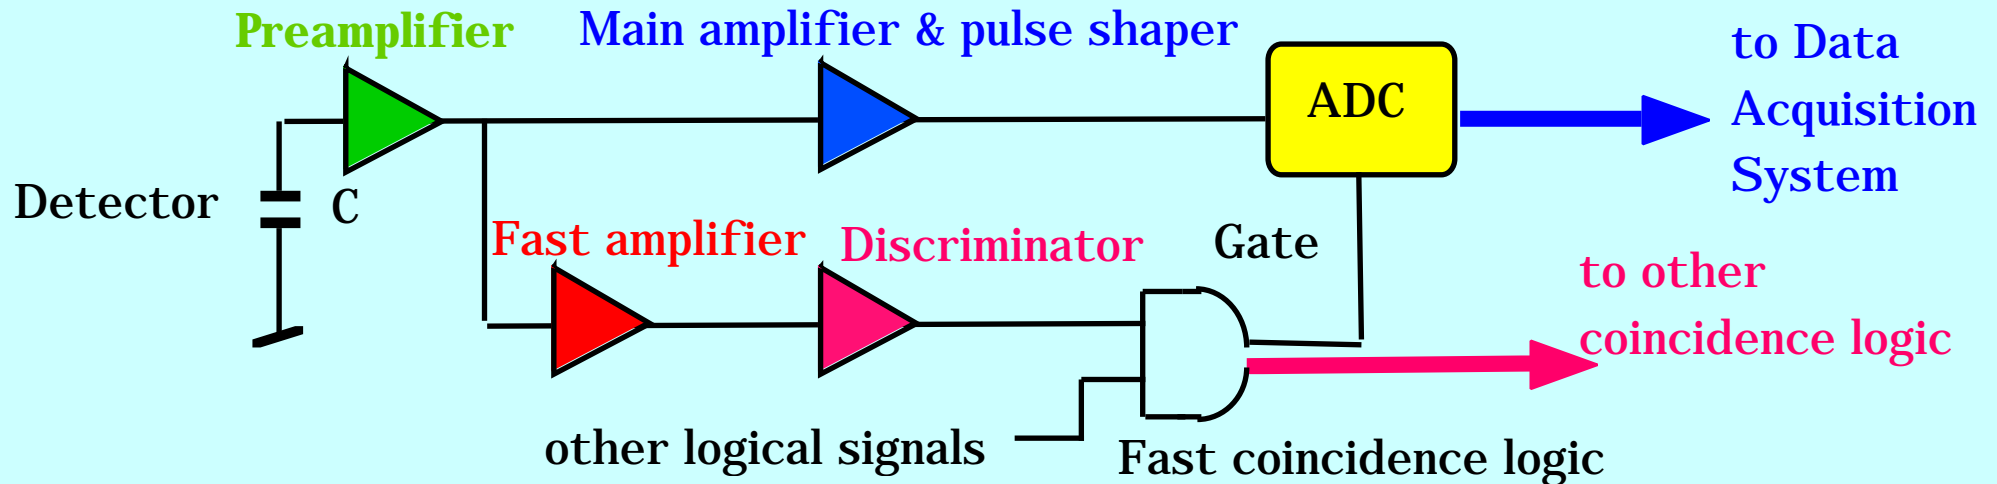 Preamplifier
Main amplifier & pulse shaper
ADC
to Data
Acquisition
System
Detector
C
Fast amplifier
Discriminator
Gate
to other
coincidence logic
other logical signals
Fast coincidence logic